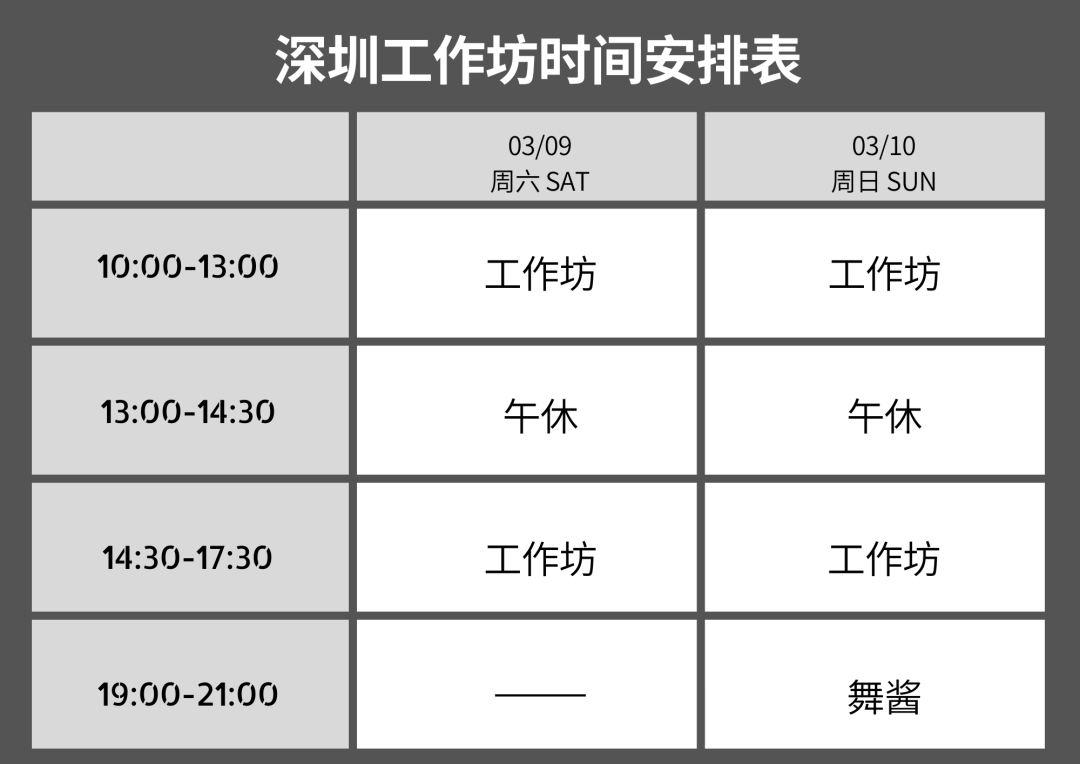 深圳工作坊时间安排表
03/09
周六 SAT
03/10
周日 SUN
10:00-13:00
工作坊
工作坊
13:00-14:30
午休
午休
14:30-17:30
工作坊
工作坊
19:00-21:00
——
舞酱